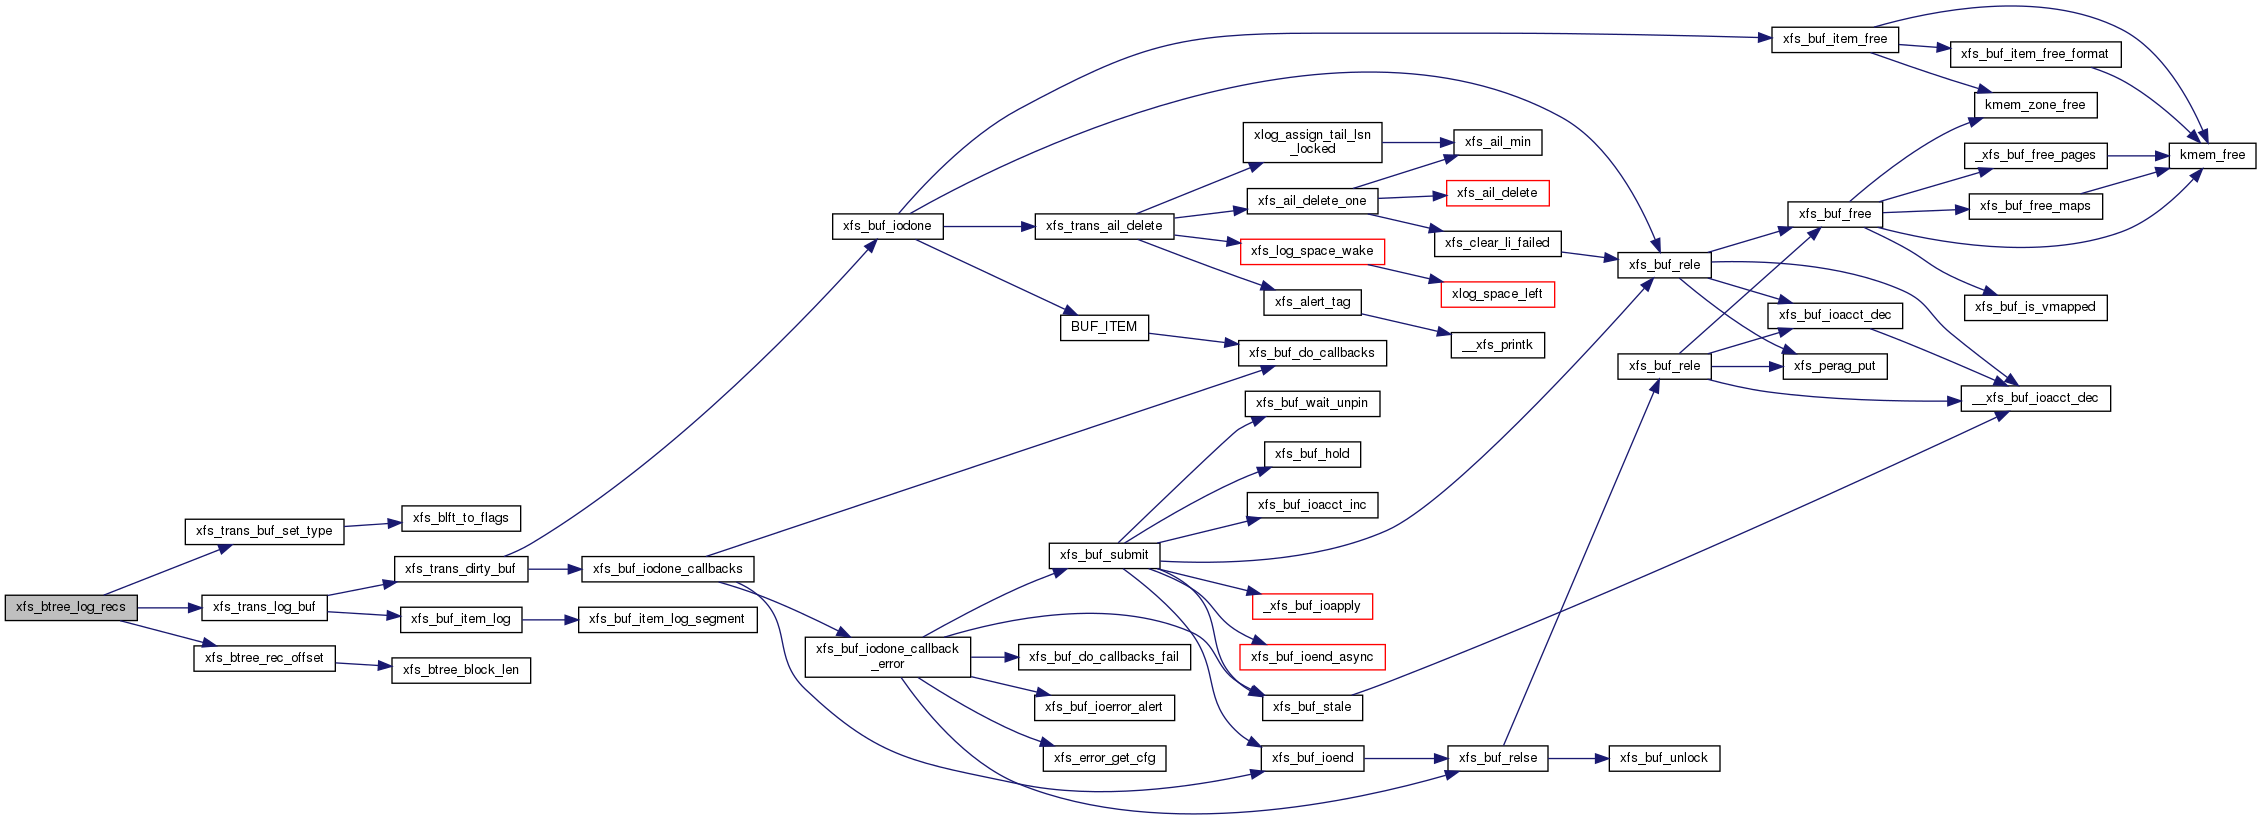 xfs_buf_item_free
xfs_buf_item_free_format
kmem_zone_free
xlog_assign_tail_lsn
_locked
xfs_ail_min
_xfs_buf_free_pages
kmem_free
xfs_ail_delete
xfs_ail_delete_one
xfs_buf_free_maps
xfs_buf_free
xfs_buf_iodone
xfs_trans_ail_delete
xfs_clear_li_failed
xfs_log_space_wake
xfs_buf_rele
xlog_space_left
xfs_alert_tag
xfs_buf_is_vmapped
xfs_buf_ioacct_dec
BUF_ITEM
__xfs_printk
xfs_buf_do_callbacks
xfs_buf_rele
xfs_perag_put
__xfs_buf_ioacct_dec
xfs_buf_wait_unpin
xfs_buf_hold
xfs_buf_ioacct_inc
xfs_blft_to_flags
xfs_trans_buf_set_type
xfs_buf_submit
xfs_trans_dirty_buf
xfs_buf_iodone_callbacks
xfs_btree_log_recs
xfs_trans_log_buf
_xfs_buf_ioapply
xfs_buf_item_log
xfs_buf_item_log_segment
xfs_btree_rec_offset
xfs_buf_iodone_callback
_error
xfs_buf_do_callbacks_fail
xfs_buf_ioend_async
xfs_btree_block_len
xfs_buf_ioerror_alert
xfs_buf_stale
xfs_error_get_cfg
xfs_buf_ioend
xfs_buf_relse
xfs_buf_unlock